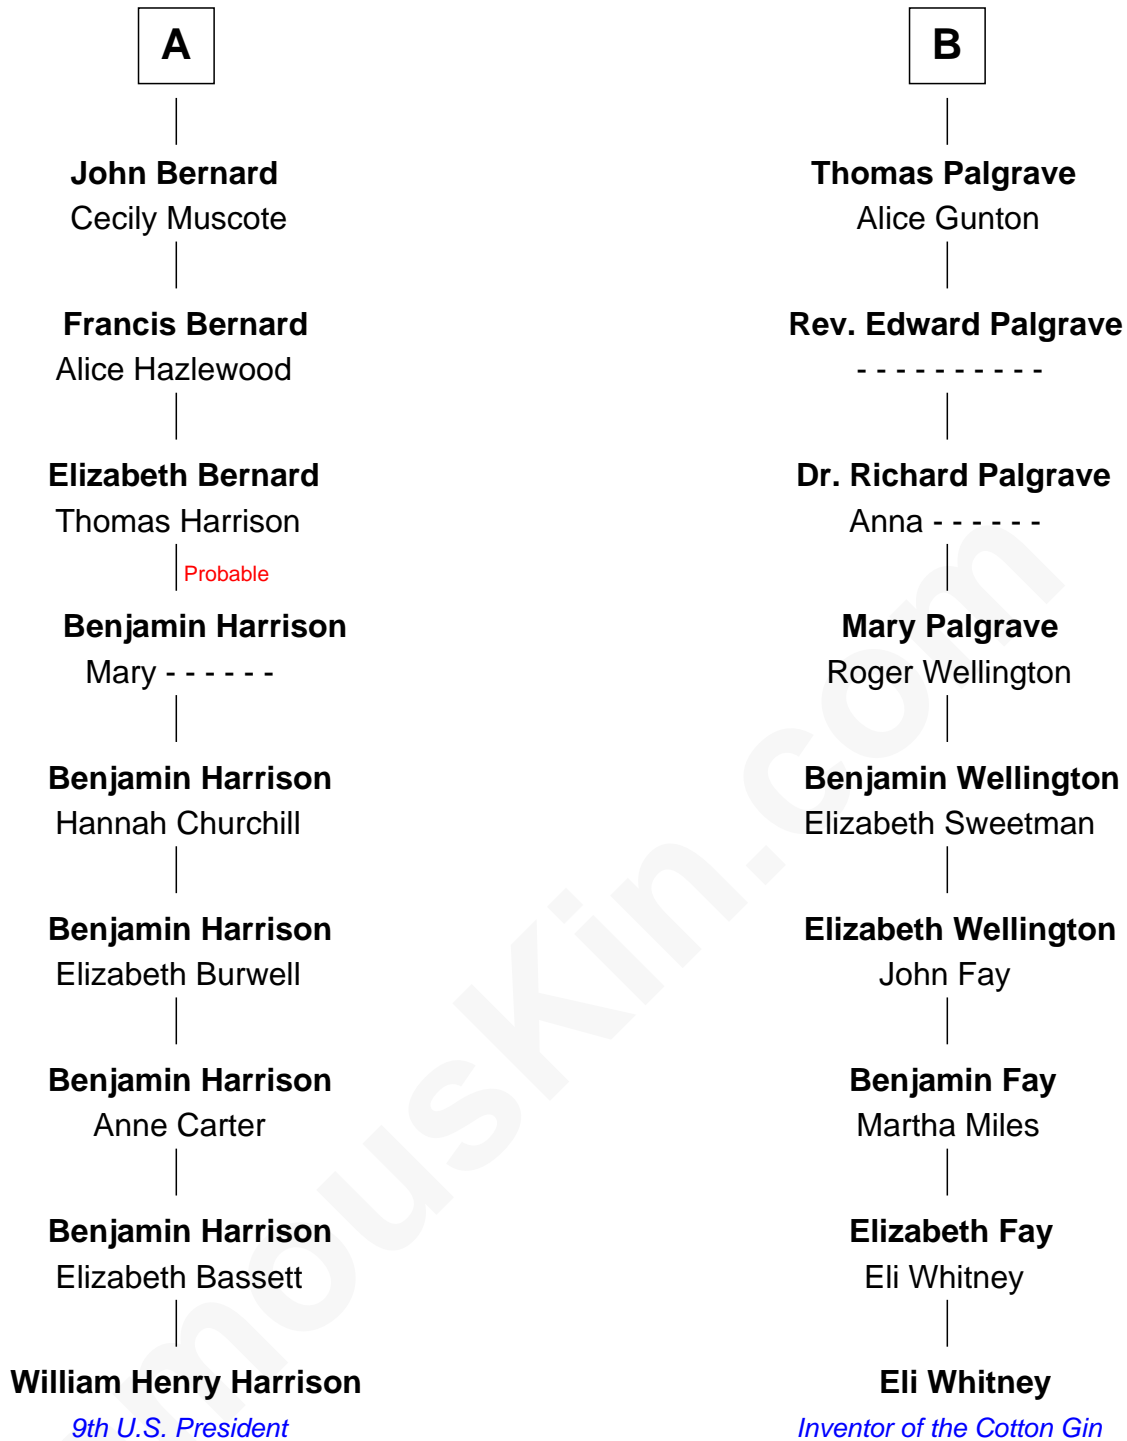 A
John Bernard
Cecily Muscote
Francis Bernard
Alice Hazlewood
Elizabeth Bernard
Thomas Harrison
Probable
Benjamin Harrison
Mary - - - - - -
Benjamin Harrison
Hannah Churchill
Benjamin Harrison
Elizabeth Burwell
Benjamin Harrison
Anne Carter
Benjamin Harrison
Elizabeth Bassett
William Henry Harrison
9th U.S. President
B
Thomas Palgrave
Alice Gunton
Rev. Edward Palgrave
- - - - - - - - - -
Dr. Richard Palgrave
Anna - - - - - -
Mary Palgrave
Roger Wellington
Benjamin Wellington
Elizabeth Sweetman
Elizabeth Wellington
John Fay
Benjamin Fay
Martha Miles
Elizabeth Fay
Eli Whitney
Eli Whitney
Inventor of the Cotton Gin
mousKin.com